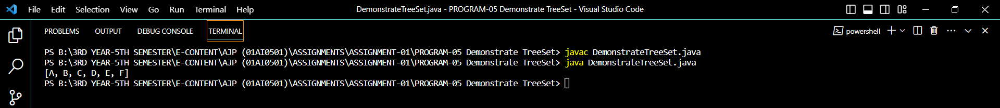 File Edit Selection View Go Run Terminal Help DemonstrateTreeSet.java - PROGRAM-05 Demonstrate TreeSet - Visual Studio Code
PROBLEMS OUTPUT DEBUG CONSOLE TERMINAL powershell
PS B:\3RD YEAR-5TH SEMESTER\E-CONTENT\AJP (01AI0501)\ASSIGNMENTS\ASSIGNMENT-01\PROGRAM-05 Demonstrate TreeSet> javac DemonstrateTreeSet.java
PS B:\3RD YEAR-5TH SEMESTER\E-CONTENT\AJP (01AI0501)\ASSIGNMENTS\ASSIGNMENT-01\PROGRAM-05 Demonstrate TreeSet> java DemonstrateTreeSet.java
[A, B, C, D, E, F]
PS B:\3RD YEAR-5TH SEMESTER\E-CONTENT\AJP (01AI0501)\ASSIGNMENTS\ASSIGNMENT-01\PROGRAM-05 Demonstrate TreeSet>